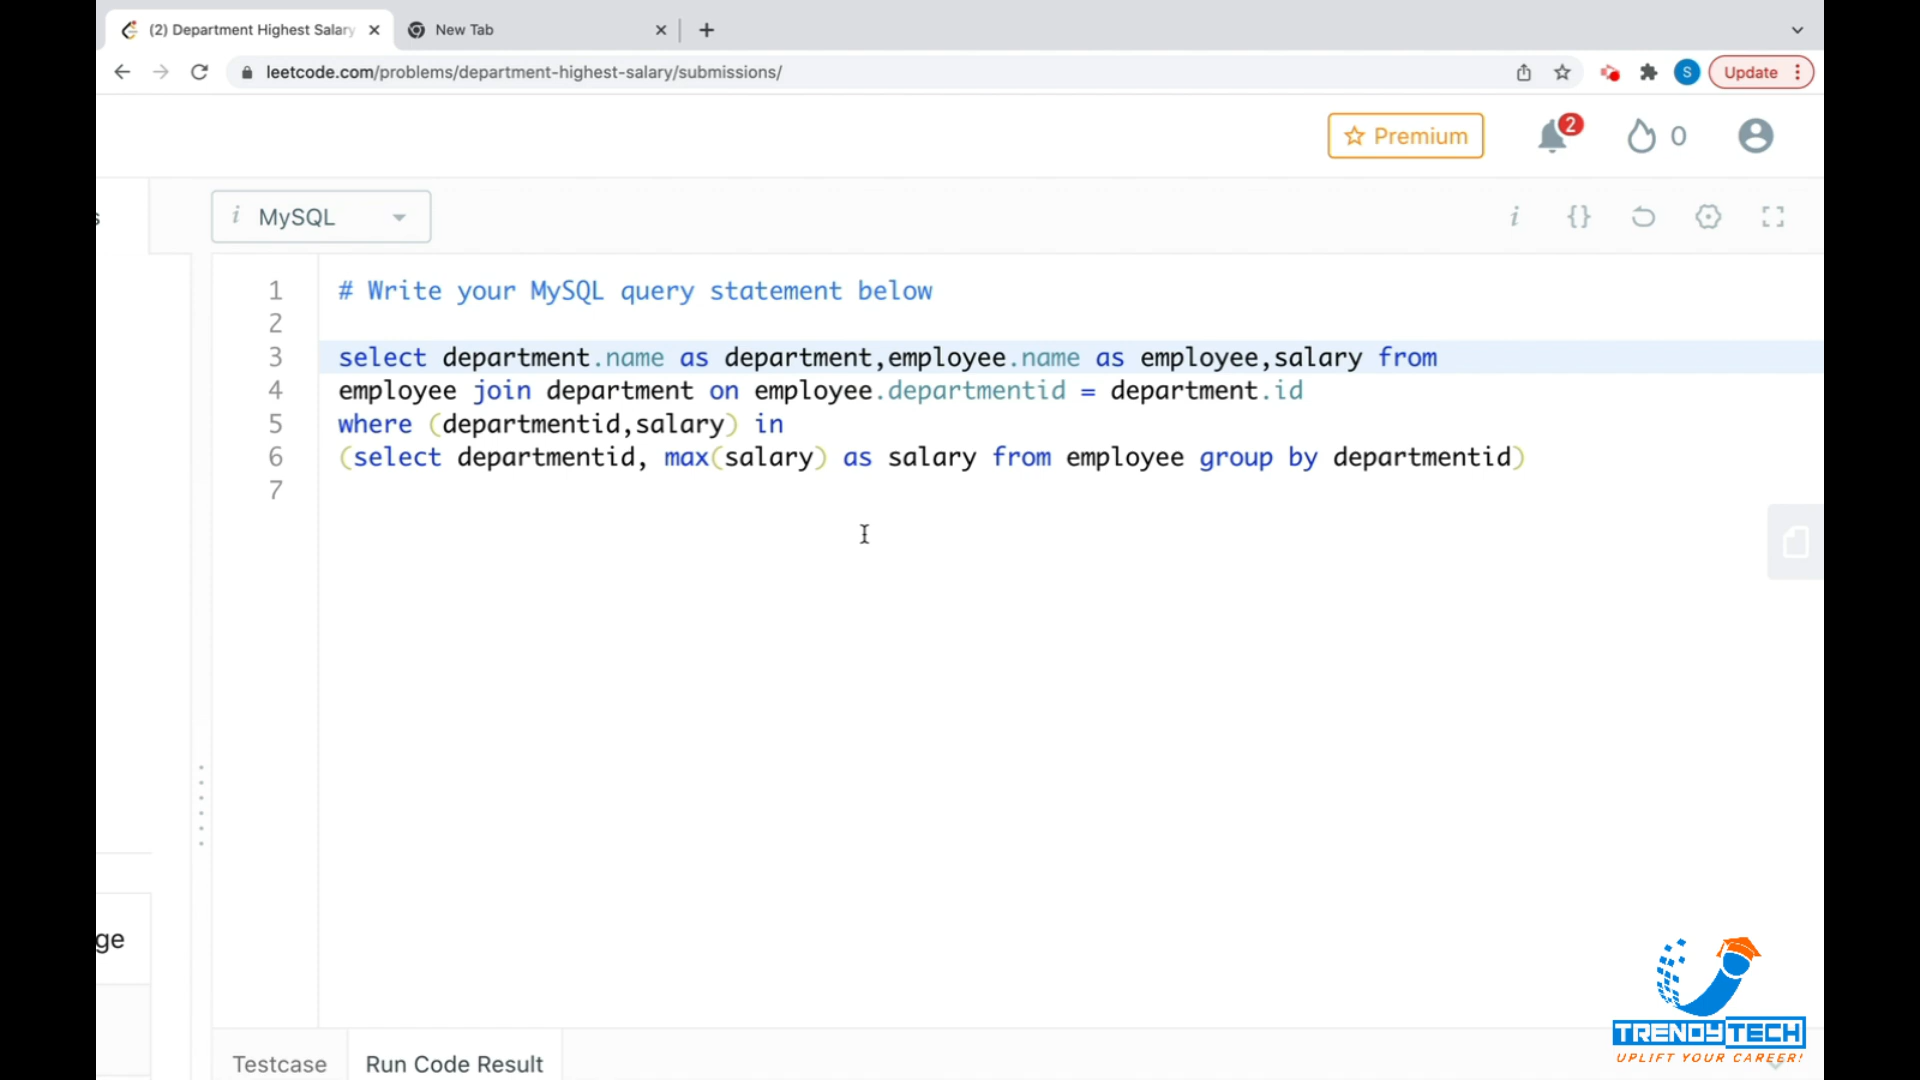 (2) Department Highest Salary
New Tab
leetcode.com/problems/department-highest-salary/submissions/
S
Update
Premium
2
0
s
i MySQL
i {}
1 # Write your MySQL query statement below
2
3 select department.name as department,employee.name as employee,salary from
4 employee join department on employee.departmentid = department.id
5 where (departmentid,salary) in
6 (select departmentid, max(salary) as salary from employee group by departmentid)
7
ge
Testcase
Run Code Result
TRENDYTECH
UPLIFT YOUR CAREER!